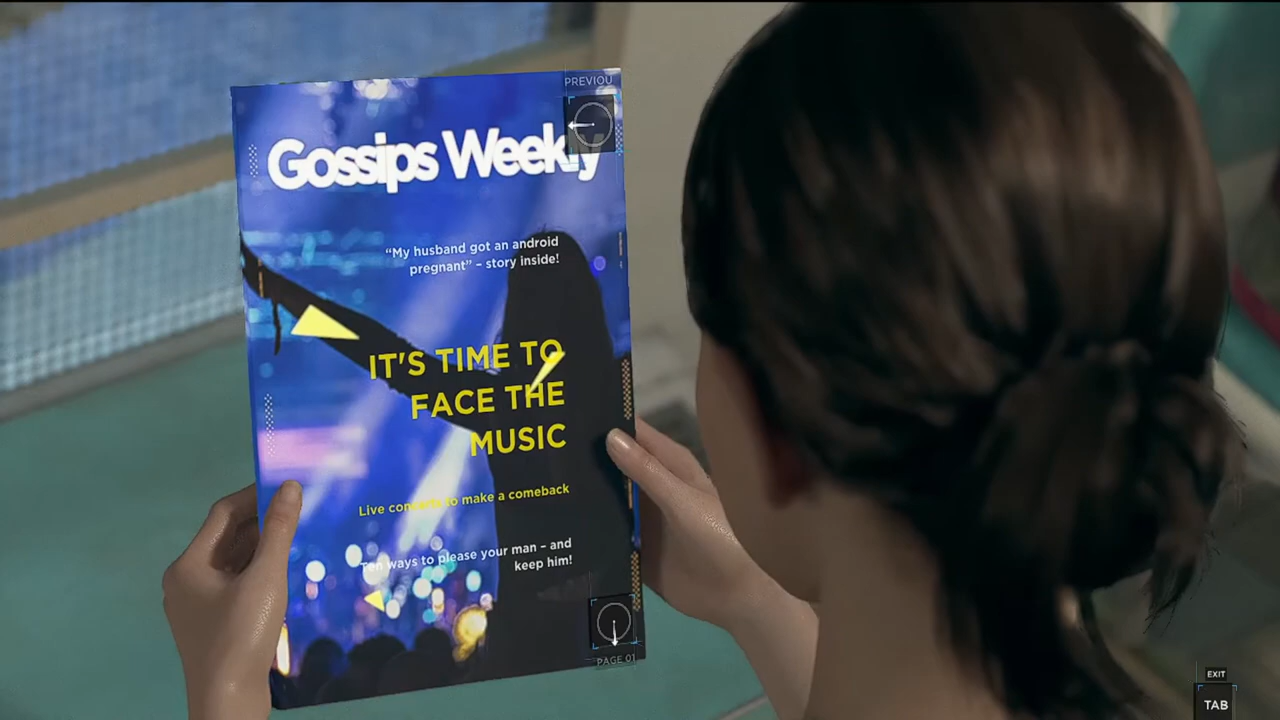 PREVIOU
Gossips Weekly
“My husband got an android
pregnant” – story inside!
IT'S TIME TO
FACE THE
MUSIC
Live concerts to make a comeback
Ten ways to please your man – and
keep him!
PAGE 01
EXIT
TAB